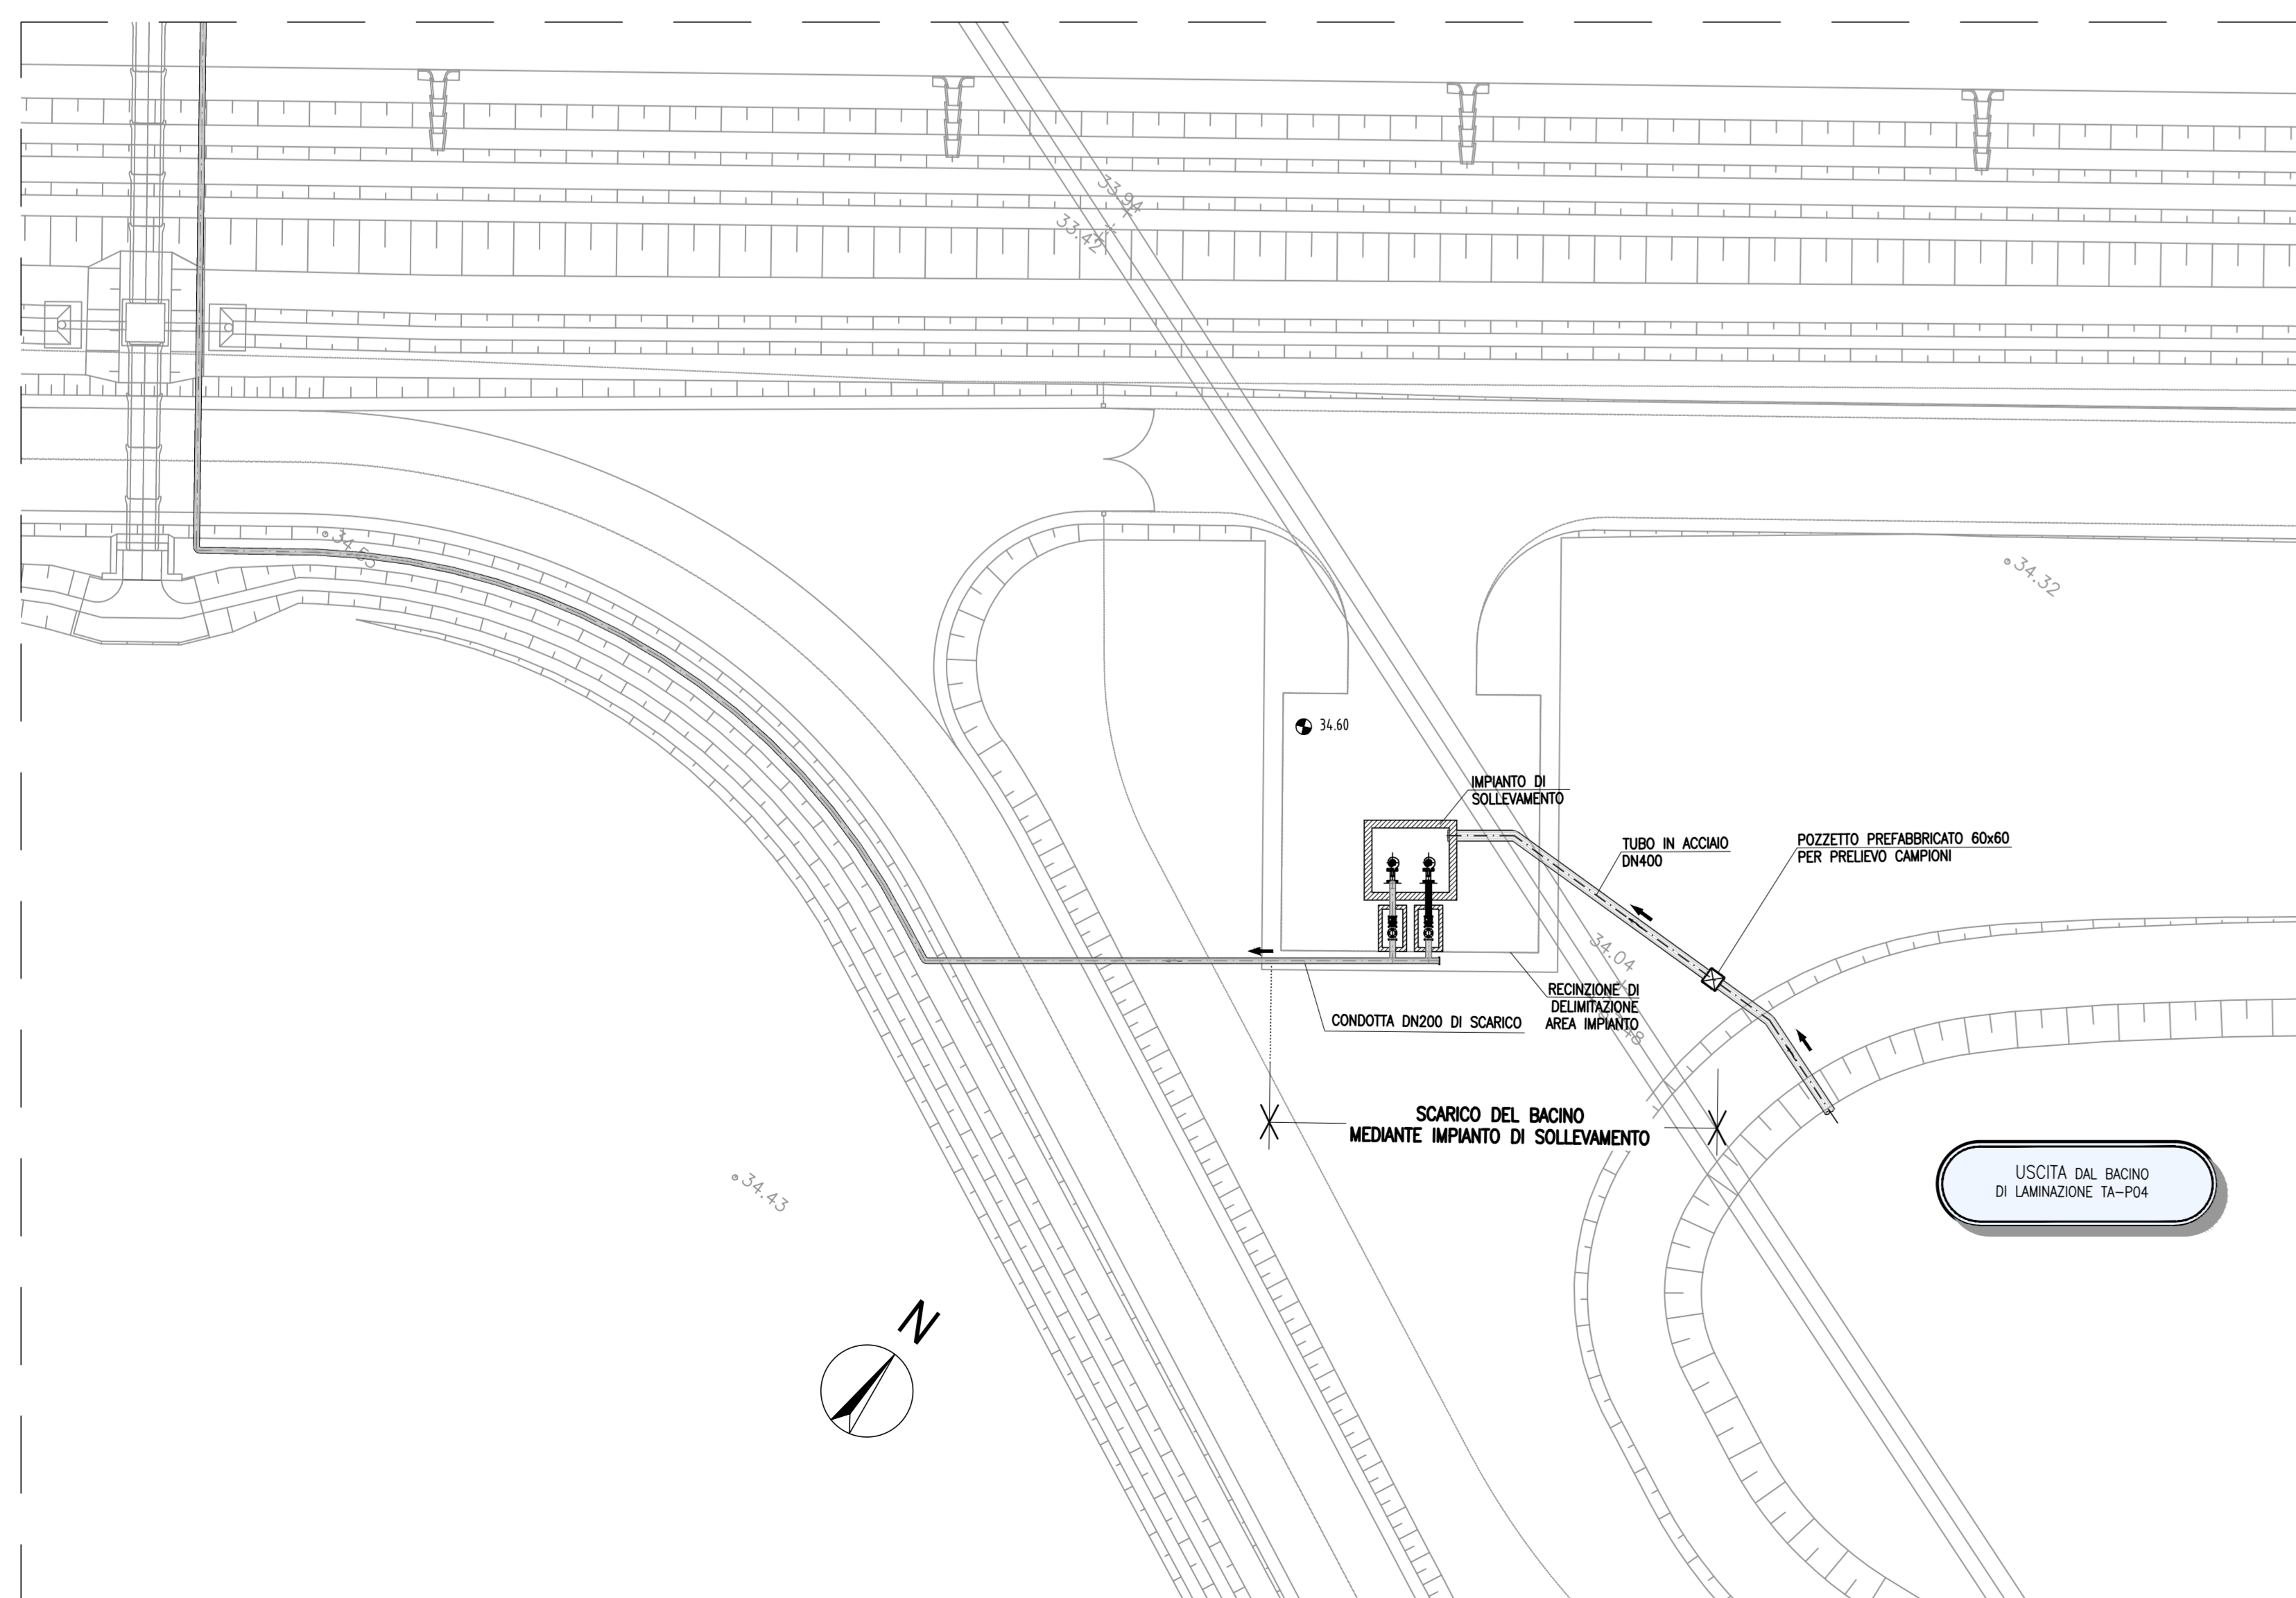 33.94
33.42
34.32
34.60
IMPIANTO DI
SOLLEVAMENTO
TUBO IN ACCIAIO
DN400
POZZETTO PREFABBRICATO 60x60
PER PRELIEVO CAMPIONI
34.04
RECINZIONE DI
DELIMITAZIONE
AREA IMPIANTO
CONDOTTA DN200 DI SCARICO
SCARICO DEL BACINO
MEDIANTE IMPIANTO DI SOLLEVAMENTO
USCITA DAL BACINO
DI LAMINAZIONE TA-P04
34.43
N